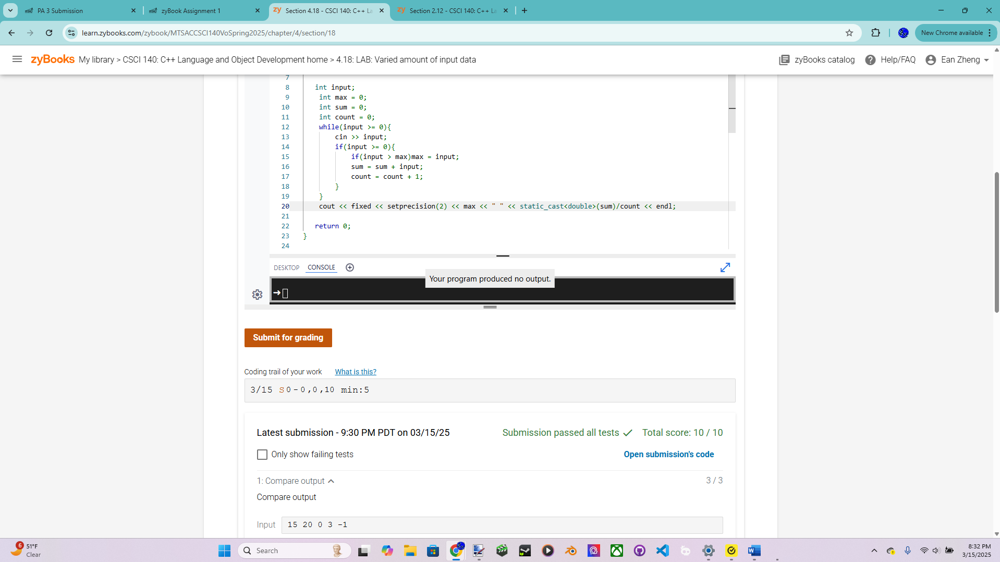 PA 3 Submission
zyBook Assignment 1
zy Section 4.18 - CSCI 140: C++ La
zy Section 2.12 - CSCI 140: C++ La
learn.zybooks.com/zybook/MTSACCSCI140VoSpring2025/chapter/4/section/18
New Chrome available
zyBooks My library > CSCI 140: C++ Language and Object Development home > 4.18: LAB: Varied amount of input data
zyBooks catalog
Help/FAQ
Ean Zheng
7
8 int input;
9 int max = 0;
10 int sum = 0;
11 int count = 0;
12 while(input >= 0){
13 cin >> input;
14 if(input >= 0){
15 if(input > max)max = input;
16 sum = sum + input;
17 count = count + 1;
18 }
19 }
20 cout << fixed << setprecision(2) << max << " " << static_cast<double>(sum)/count << endl;
21
22 return 0;
23 }
24
DESKTOP CONSOLE
Your program produced no output.
Submit for grading
Coding trail of your work What is this?
3/15 S0-0,0,10 min:5
Latest submission - 9:30 PM PDT on 03/15/25
Submission passed all tests Total score: 10 / 10
Only show failing tests
Open submission's code
1: Compare output
3 / 3
Compare output
Input 15 20 0 3 -1
6
51°F
Clear
Search
8:32 PM
3/15/2025